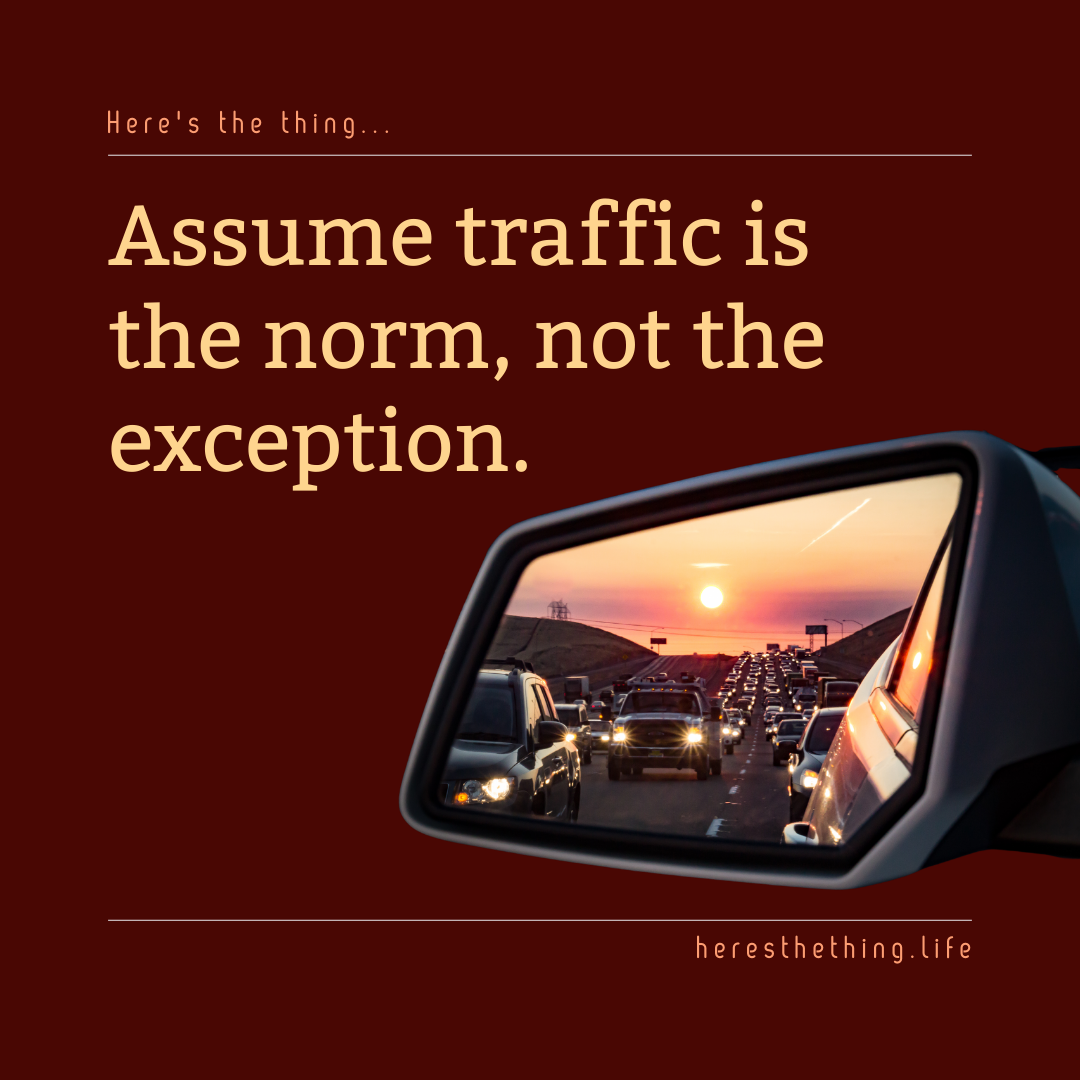 Here's the thing...
Assume traffic is
the norm, not the
exception.
heresthething.life